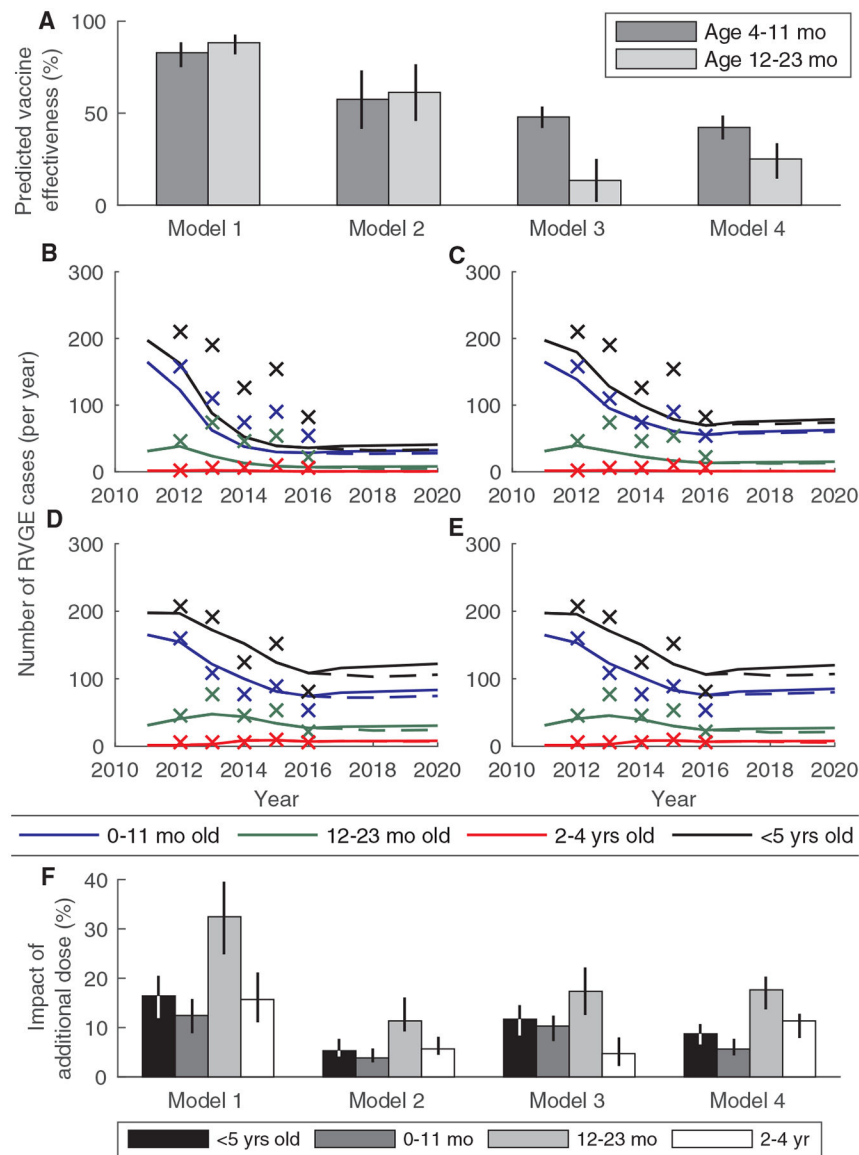 A
100
50
0
Predicted vaccine
effectiveness (%)
Age 4-11 mo
Age 12-23 mo
Model 1 Model 2 Model 3 Model 4
B C
Number of RVGE cases (per year)
300 300
200 200
100 100
0 0
2010 2012 2014 2016 2018 2020 2010 2012 2014 2016 2018 2020
D E
300 300
200 200
100 100
0 0
2010 2012 2014 2016 2018 2020 2010 2012 2014 2016 2018 2020
Year Year
0-11 mo old 12-23 mo old 2-4 yrs old <5 yrs old
F
40
30
20
10
0
Impact of
additional dose (%)
Model 1 Model 2 Model 3 Model 4
<5 yrs old 0-11 mo 12-23 mo 2-4 yr